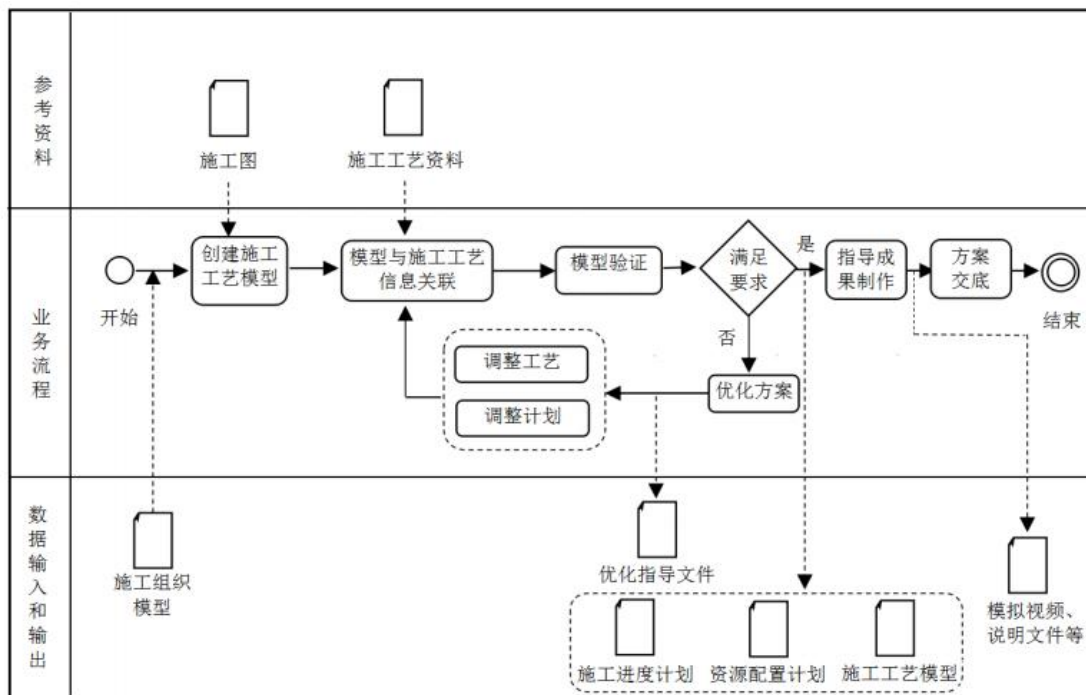 参考资料
施工图
施工工艺资料
业务流程
开始
创建施工
工艺模型
模型与施工工艺
信息关联
模型验证
满足
要求
是
否
指导成
果制作
方案
交底
结束
调整工艺
调整计划
优化方案
数据输入和输出
施工组织
模型
优化指导文件
施工进度计划
资源配置计划
施工工艺模型
模拟视频、
说明文件等